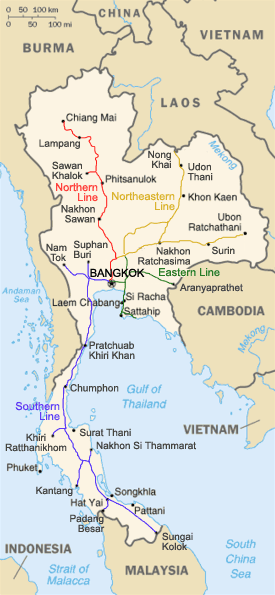 0 50 100 km
0 50 100 mi
CHINA
BURMA
VIETNAM
LAOS
Chiang Mai
Lampang
Sawan
Khalok
Northern
Line
Phitsanulok
Nakhon
Sawan
Nong
Khai
Udon
Thani
Mekong
Northeastern
Line
Khon Kaen
Ubon
Ratchathani
Nakhon
Ratchasima
Surin
Nam
Tok
Suphan
Buri
BANGKOK
Eastern Line
Aranyaprathet
Si Racha
Laem Chabang
Sattahip
Andaman
Sea
CAMBODIA
Mekong
Pratchuab
Khiri Khan
Chumphon
Gulf of
Thailand
VIETNAM
Southern
Line
Khiri
Ratthanikhom
Surat Thani
Nakhon Si Thammarat
Phuket
Kantang
Hat Yai
Songkhla
Pattani
Padang
Besar
Sungai
Kolok
INDONESIA
Strait of
Malacca
MALAYSIA
South
China
Sea